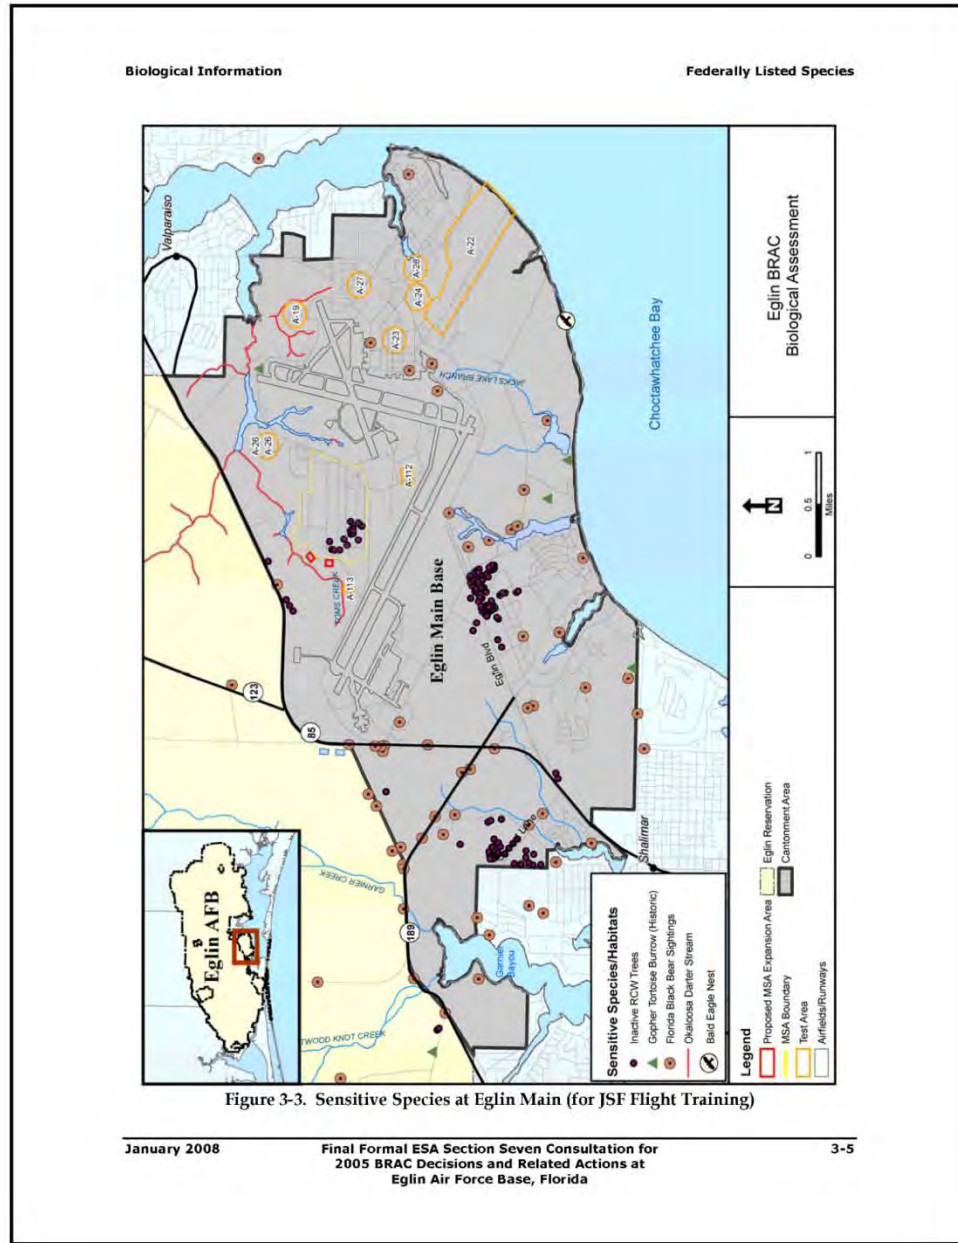 Biological Information
Federally Listed Species
Valparaiso
A-22
A-28
A-24
A-27
A-19
A-23
A-26
A-26
A-112
A-113
JACKS LAKE BRANCH
TOMS CREEK
Choctawhatchee Bay
Eglin Main Base
Eglin Blvd
123
85
189
GARNIER CREEK
Garnier
Bayou
Shalimar
Eglin AFB
Eglin BRAC
Biological Assessment
N
0
0.5
1
Miles
Sensitive Species/Habitats
Inactive RCW Trees
Gopher Tortoise Burrow (Historic)
Florida Black Bear Sightings
Okaloosa Darter Stream
Bald Eagle Nest
Legend
Proposed MSA Expansion Area
MSA Boundary
Test Area
Airfields/Runways
Eglin Reservation
Cantonment Area
TWOOD KNOT CREEK
Figure 3-3. Sensitive Species at Eglin Main (for JSF Flight Training)
January 2008
Final Formal ESA Section Seven Consultation for
2005 BRAC Decisions and Related Actions at
Eglin Air Force Base, Florida
3-5